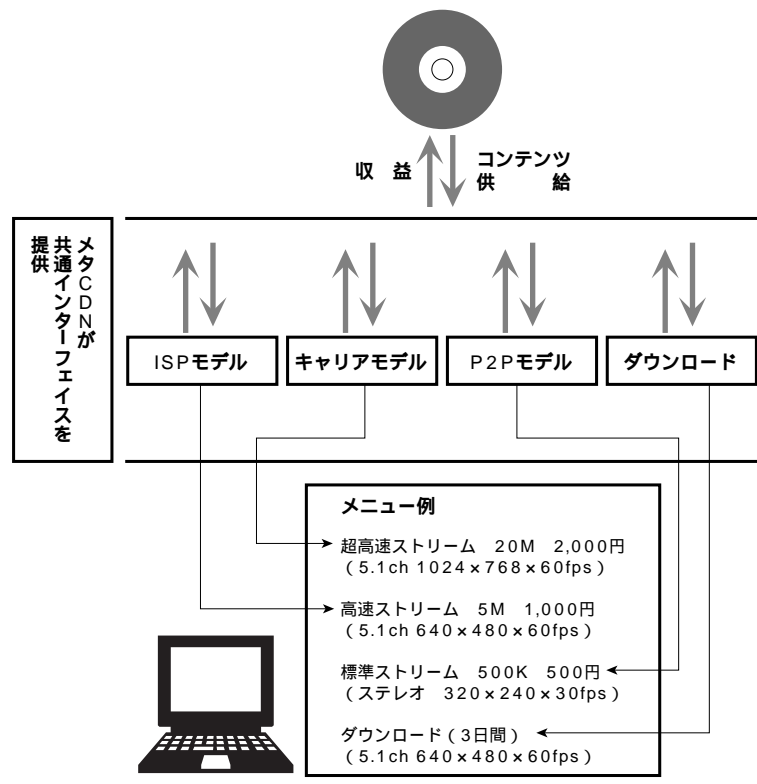 収　益
コンテンツ
供　　　給
メタCDNが
共通インターフェイスを
提供
ISPモデル
キャリアモデル
P2Pモデル
ダウンロード
メニュー例
超高速ストリーム　20M　2,000円
（5.1ch 1024×768×60fps）
高速ストリーム　5M　1,000円
（5.1ch 640×480×60fps）
標準ストリーム　500K　500円
（ステレオ　320×240×30fps）
ダウンロード（3日間）
（5.1ch 640×480×60fps）